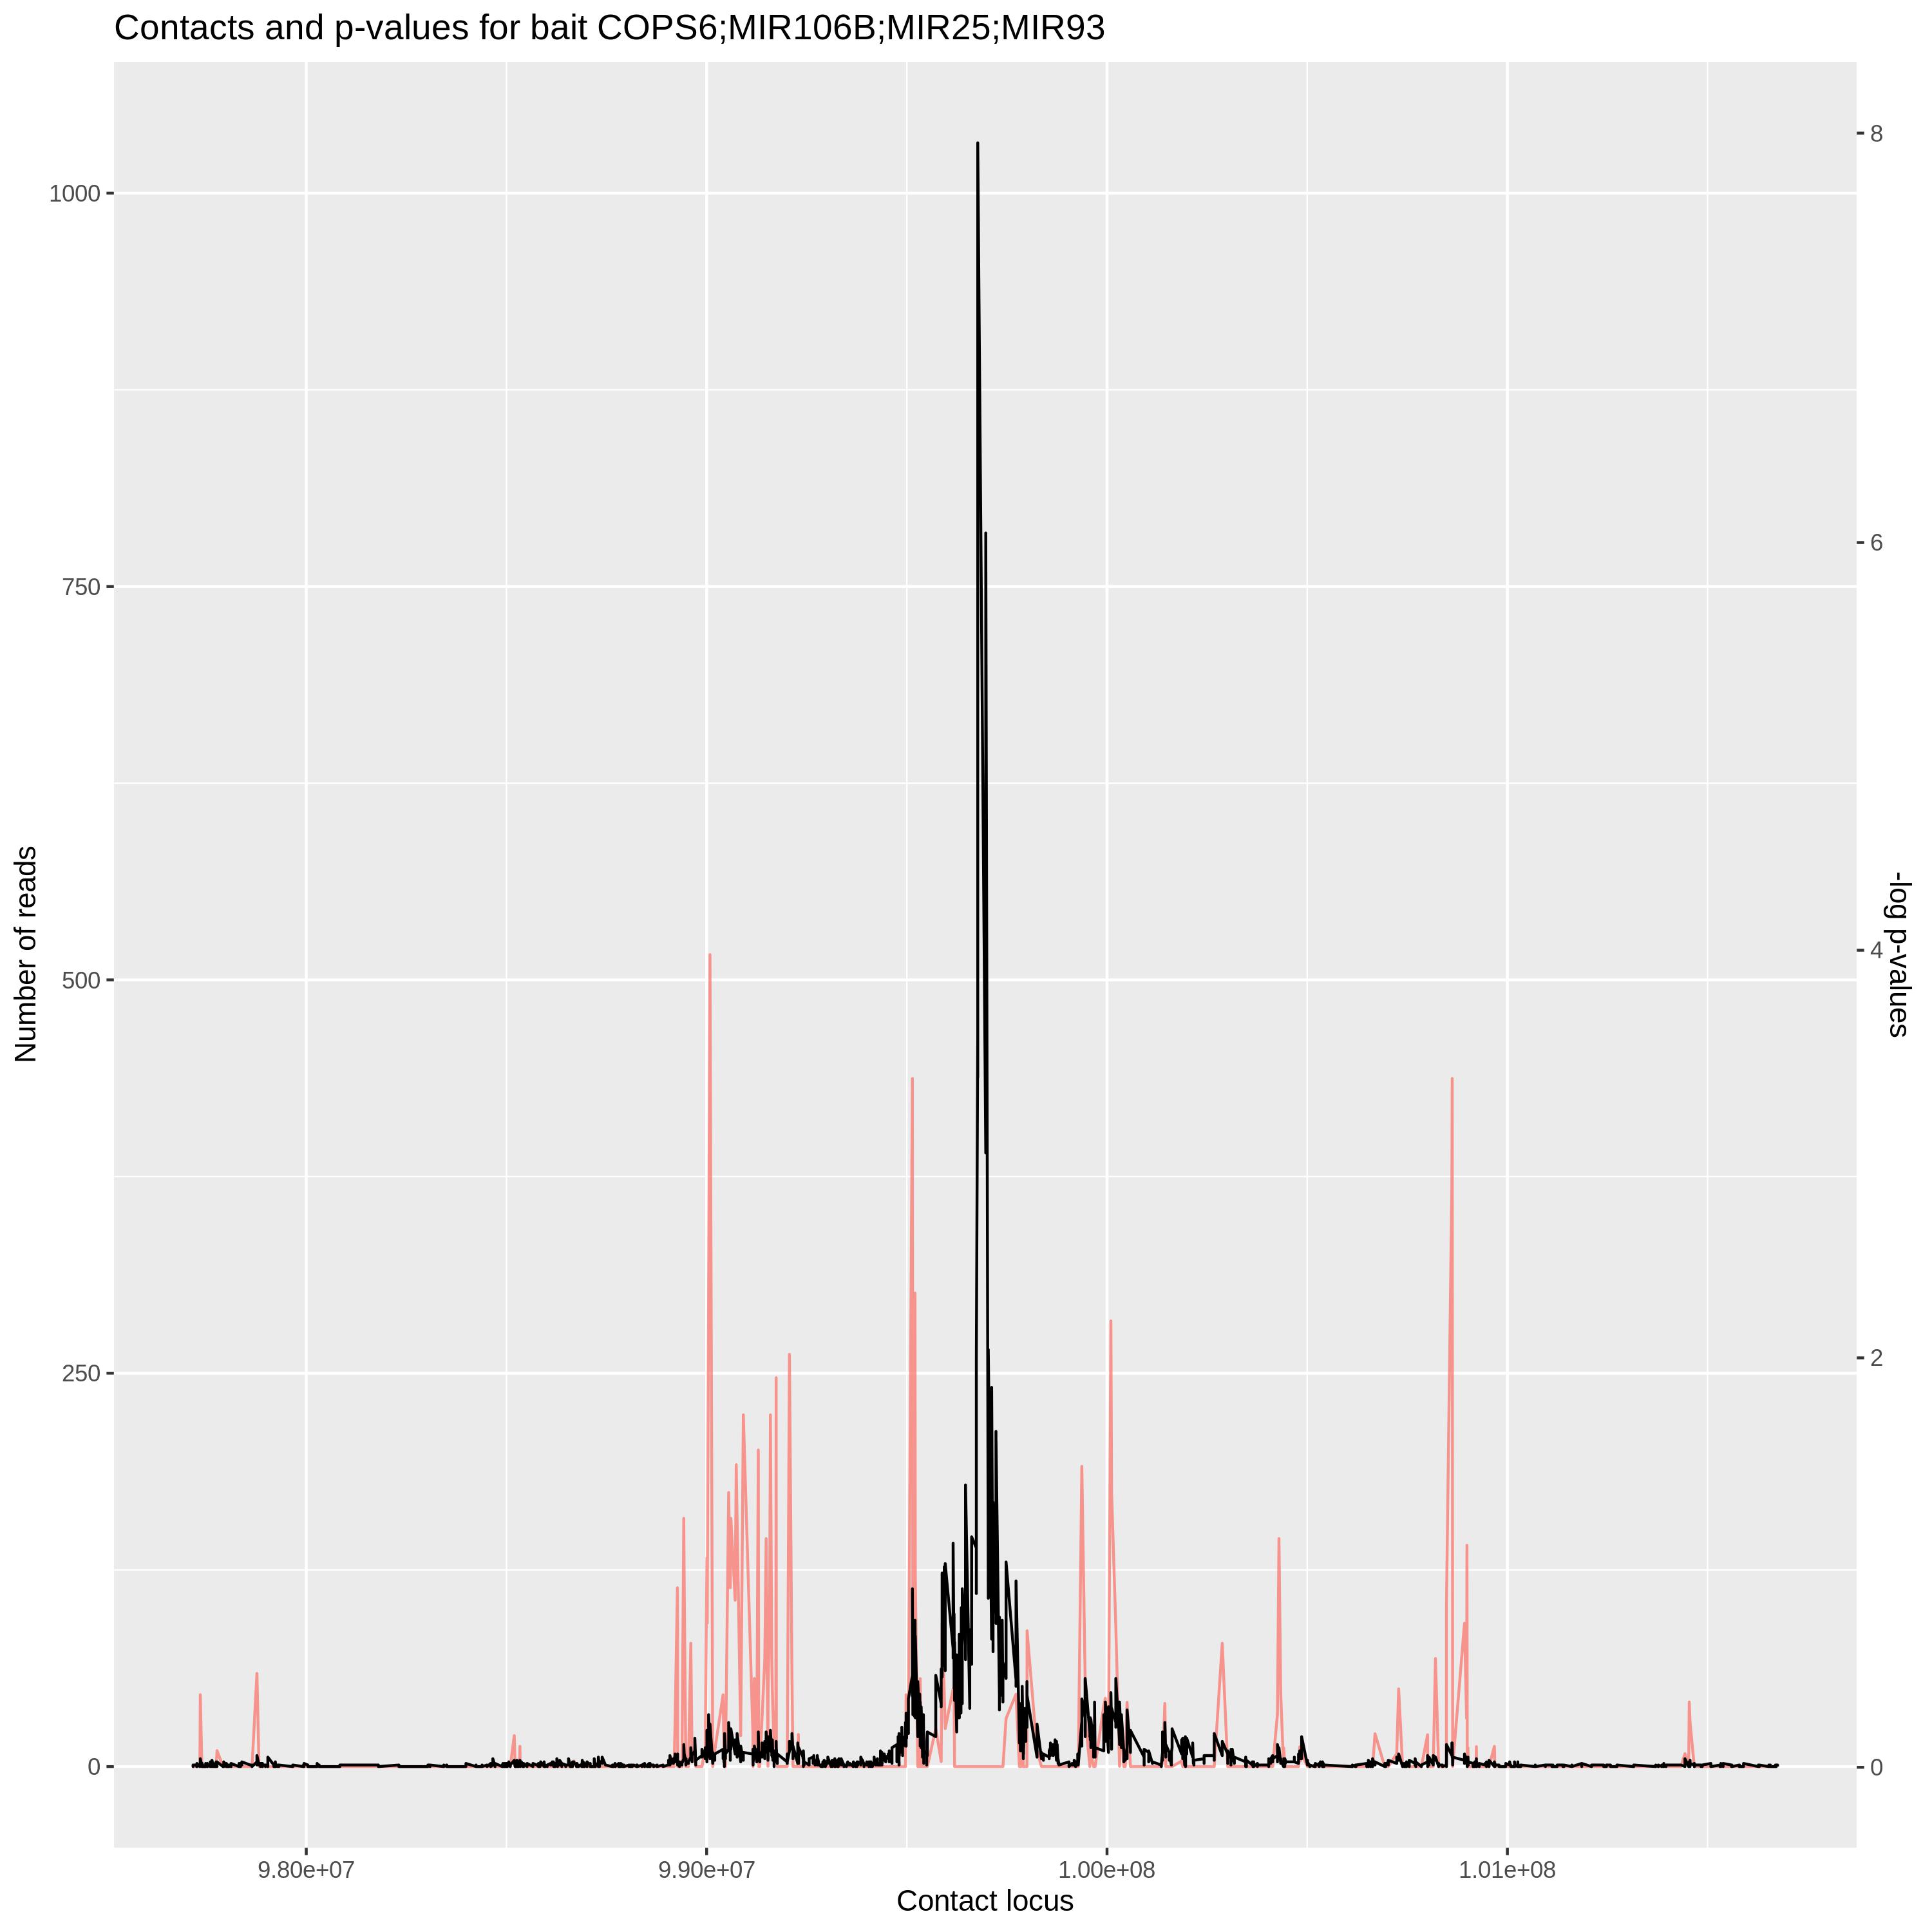 Contacts and p-values for bait COPS6;MIR106B;MIR25;MIR93
Number of reads
1000
750
500
250
0
8
6
4
2
0
-log p-values
9.80e+07
9.90e+07
1.00e+08
1.01e+08
Contact locus